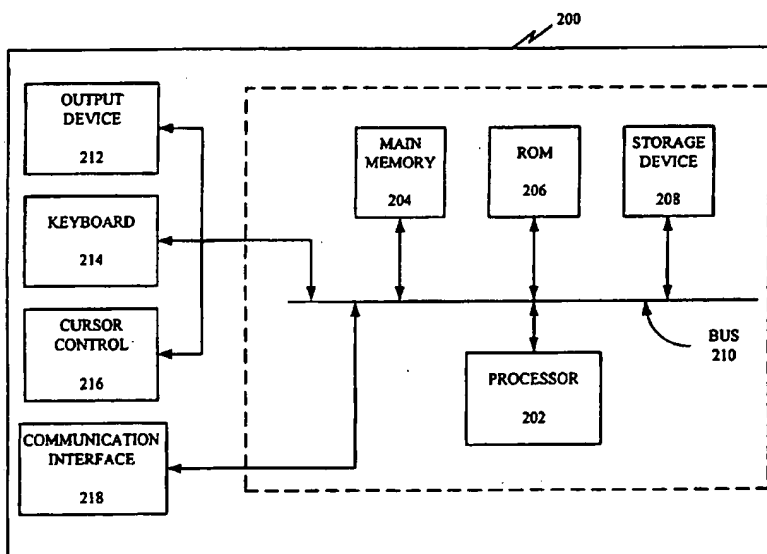 200
OUTPUT
DEVICE
212
KEYBOARD
214
CURSOR
CONTROL
216
COMMUNICATION
INTERFACE
218
MAIN
MEMORY
204
ROM
206
STORAGE
DEVICE
208
BUS
210
PROCESSOR
202